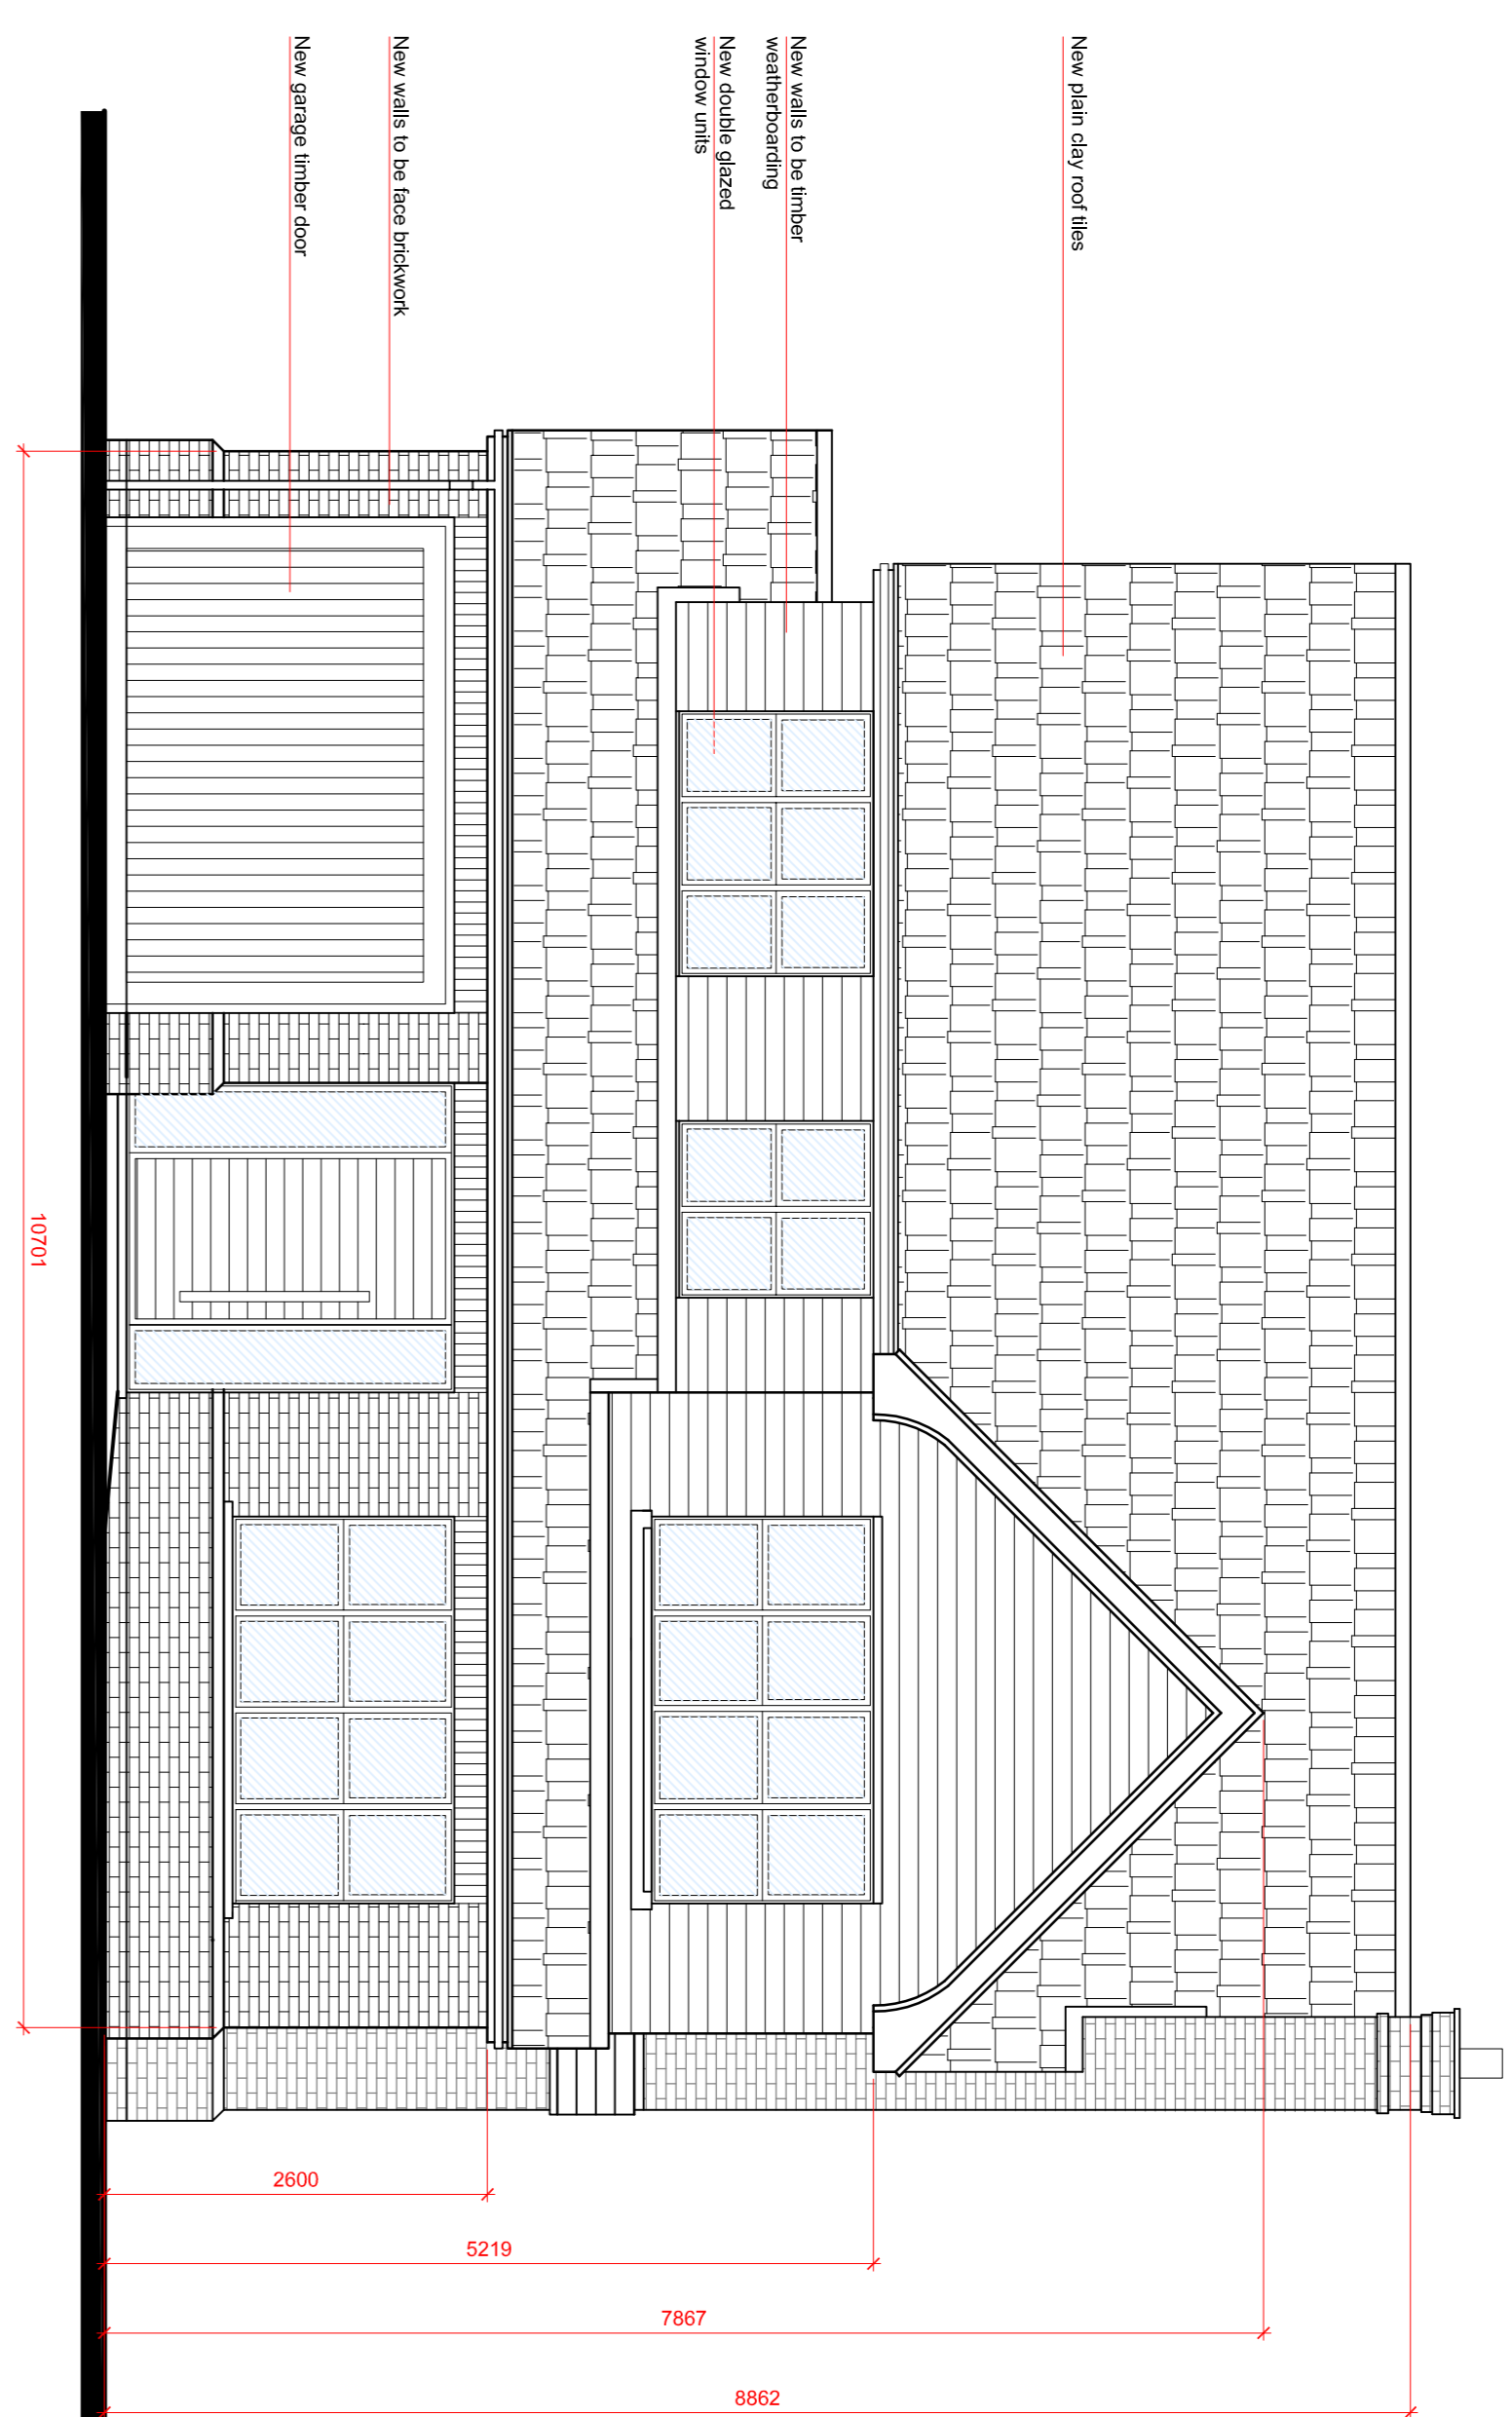 New plain clay roof tiles
New walls to be timber
weatherboarding
New double glazed
window units
New walls to be face brickwork
New garage timber door
10701
2600
5219
7867
8862